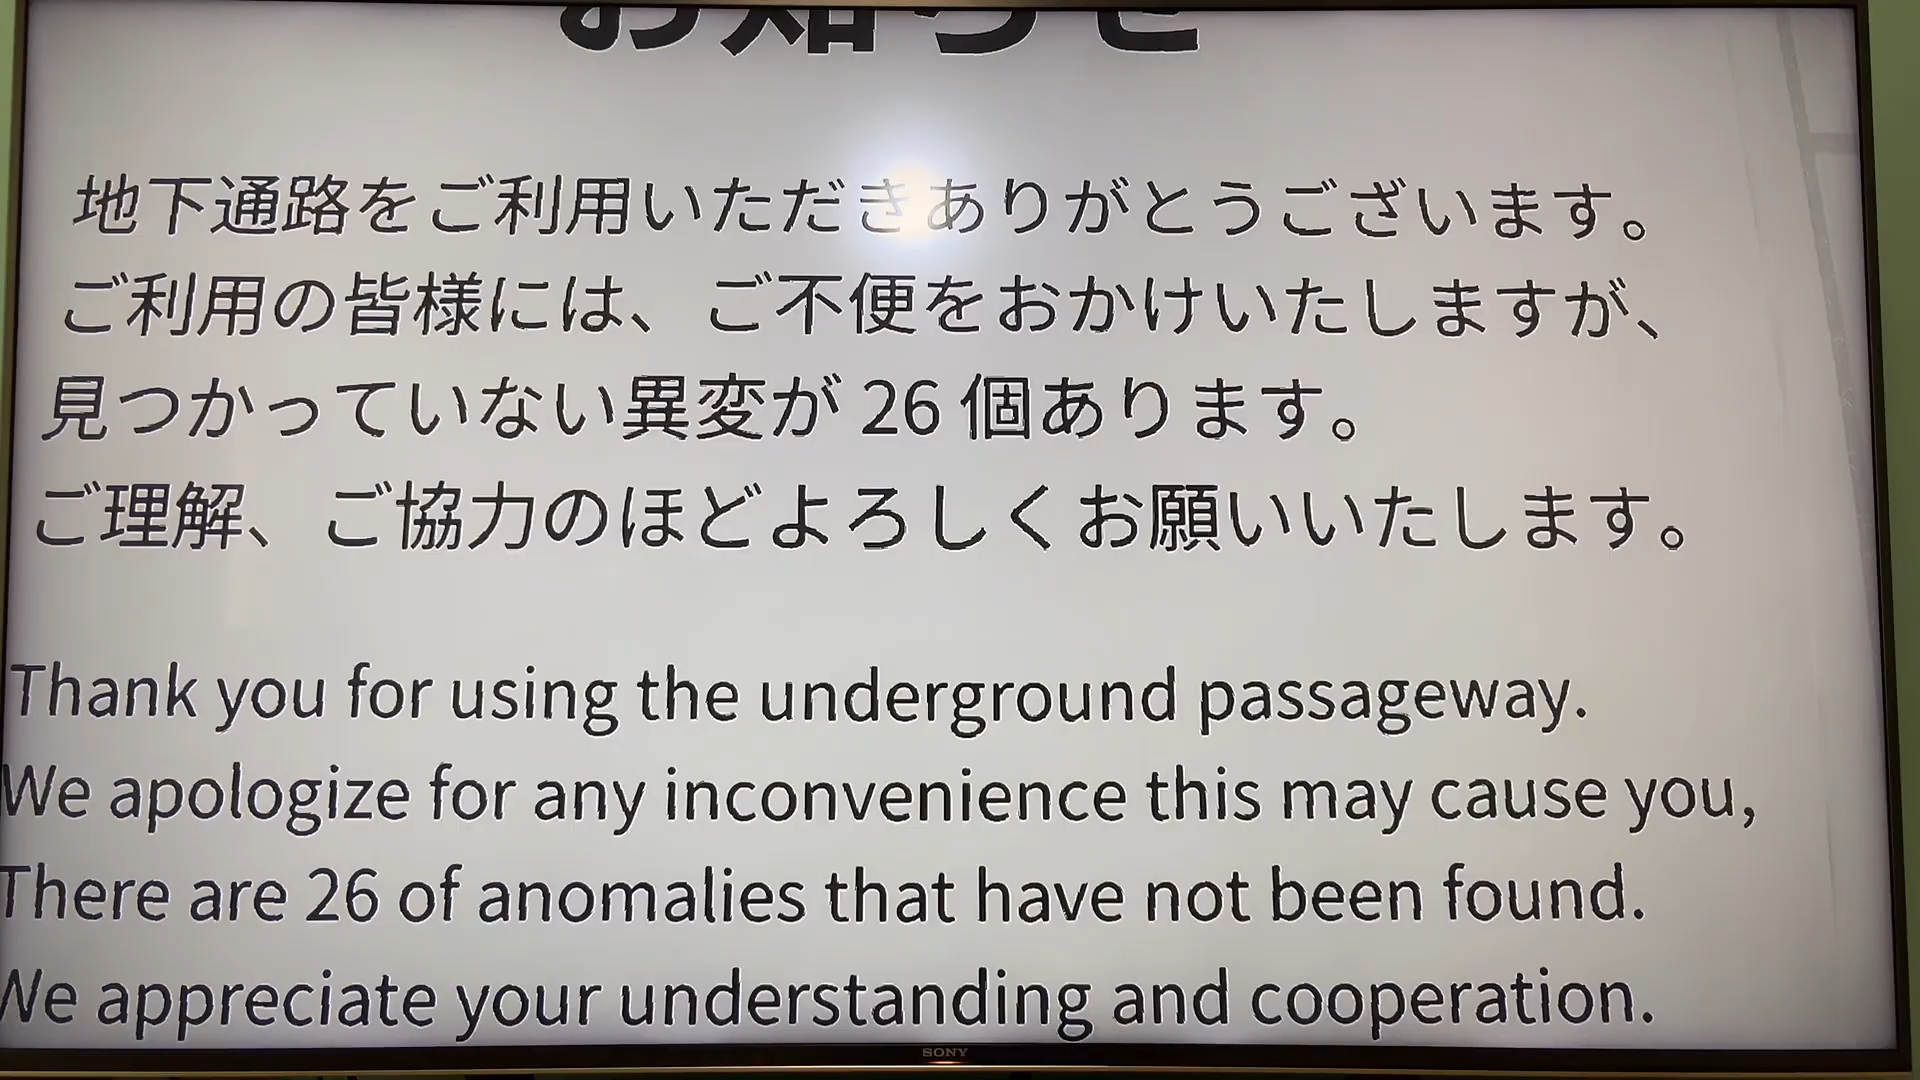 お知らせ
地下通路をご利用いただきありがとうございます。
ご利用の皆様には、ご不便をおかけいたしますが、
見つかっていない異変が 26 個あります。
ご理解、ご協力のほどよろしくお願いいたします。
Thank you for using the underground passageway.
We apologize for any inconvenience this may cause you,
There are 26 of anomalies that have not been found.
We appreciate your understanding and cooperation.
SONY